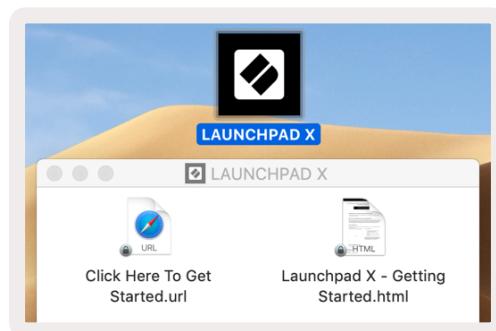 LAUNCHPAD X
LAUNCHPAD X
URL
HTML
Click Here To Get
Started.url
Launchpad X - Getting
Started.html